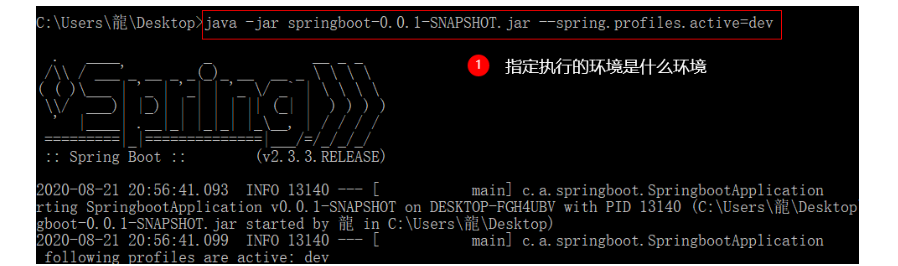 C:\Users\龍\Desktop>java -jar springboot-0.0.1-SNAPSHOT.jar --spring.profiles.active=dev
1 指定执行的环境是什么环境
:: Spring Boot :: (v2.3.3.RELEASE)
2020-08-21 20:56:41.093 INFO 13140 --- [ main] c.a.springboot.SpringbootApplication
rting SpringbootApplication v0.0.1-SNAPSHOT on DESKTOP-FGH4UBV with PID 13140 (C:\Users\龍\Desktop
gboot-0.0.1-SNAPSHOT.jar started by 龍 in C:\Users\龍\Desktop)
2020-08-21 20:56:41.099 INFO 13140 --- [ main] c.a.springboot.SpringbootApplication
following profiles are active: dev